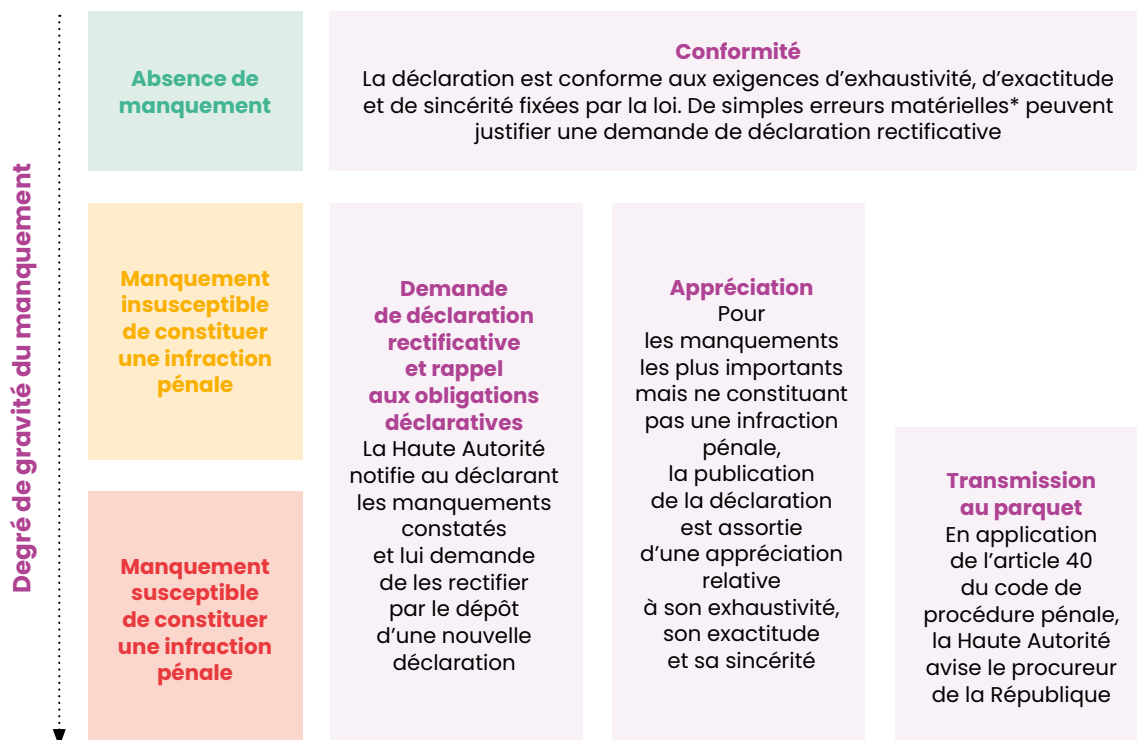 Degré de gravité du manquement
Absence de
manquement
Conformité
La déclaration est conforme aux exigences d’exhaustivité, d’exactitude
et de sincérité fixées par la loi. De simples erreurs matérielles* peuvent
justifier une demande de déclaration rectificative
Manquement
insusceptible
de constituer
une infraction
pénale
Manquement
susceptible
de constituer
une infraction
pénale
Demande
de déclaration
rectificative
et rappel
aux obligations
déclaratives
La Haute Autorité
notifie au déclarant
les manquements
constatés
et lui demande
de les rectifier
par le dépôt
d’une nouvelle
déclaration
Appréciation
Pour
les manquements
les plus importants
mais ne constituant
pas une infraction
pénale,
la publication
de la déclaration
est assortie
d’une appréciation
relative
à son exhaustivité,
son exactitude
et sa sincérité
Transmission
au parquet
En application
de l’article 40
du code de
procédure pénale,
la Haute Autorité
avise le procureur
de la République